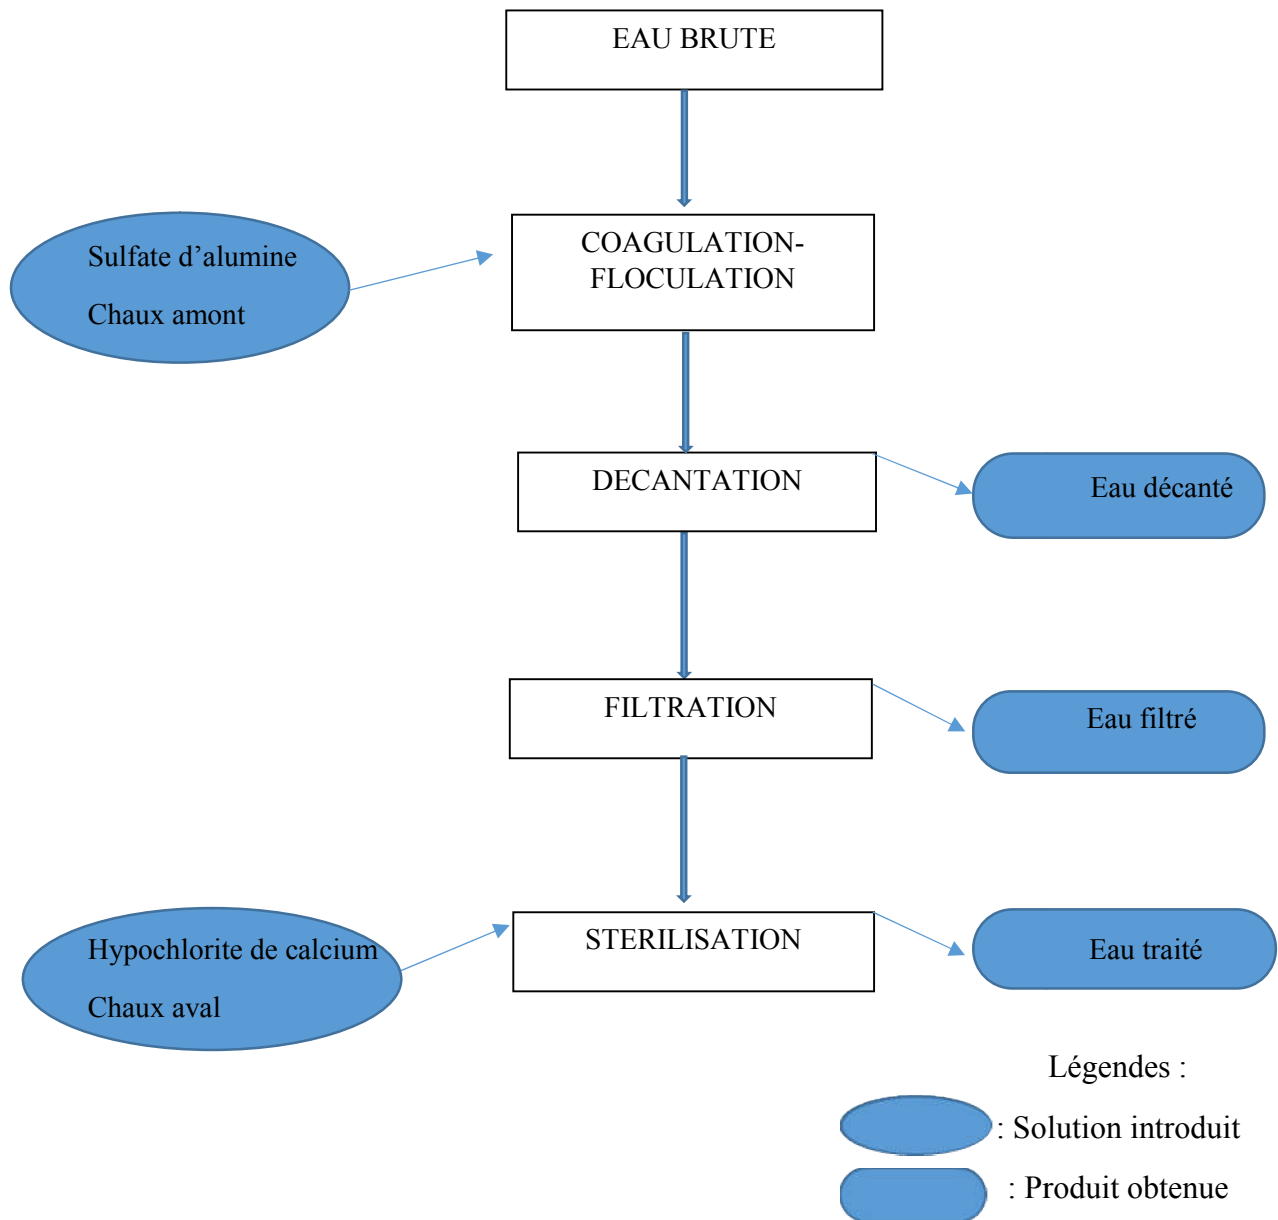 EAU BRUTE
COAGULATION-
FLOCULATION
Sulfate d’alumine
Chaux amont
DECANTATION
Eau décanté
FILTRATION
Eau filtré
STERILISATION
Hypochlorite de calcium
Chaux aval
Eau traité
Légendes :
: Solution introduit
: Produit obtenue